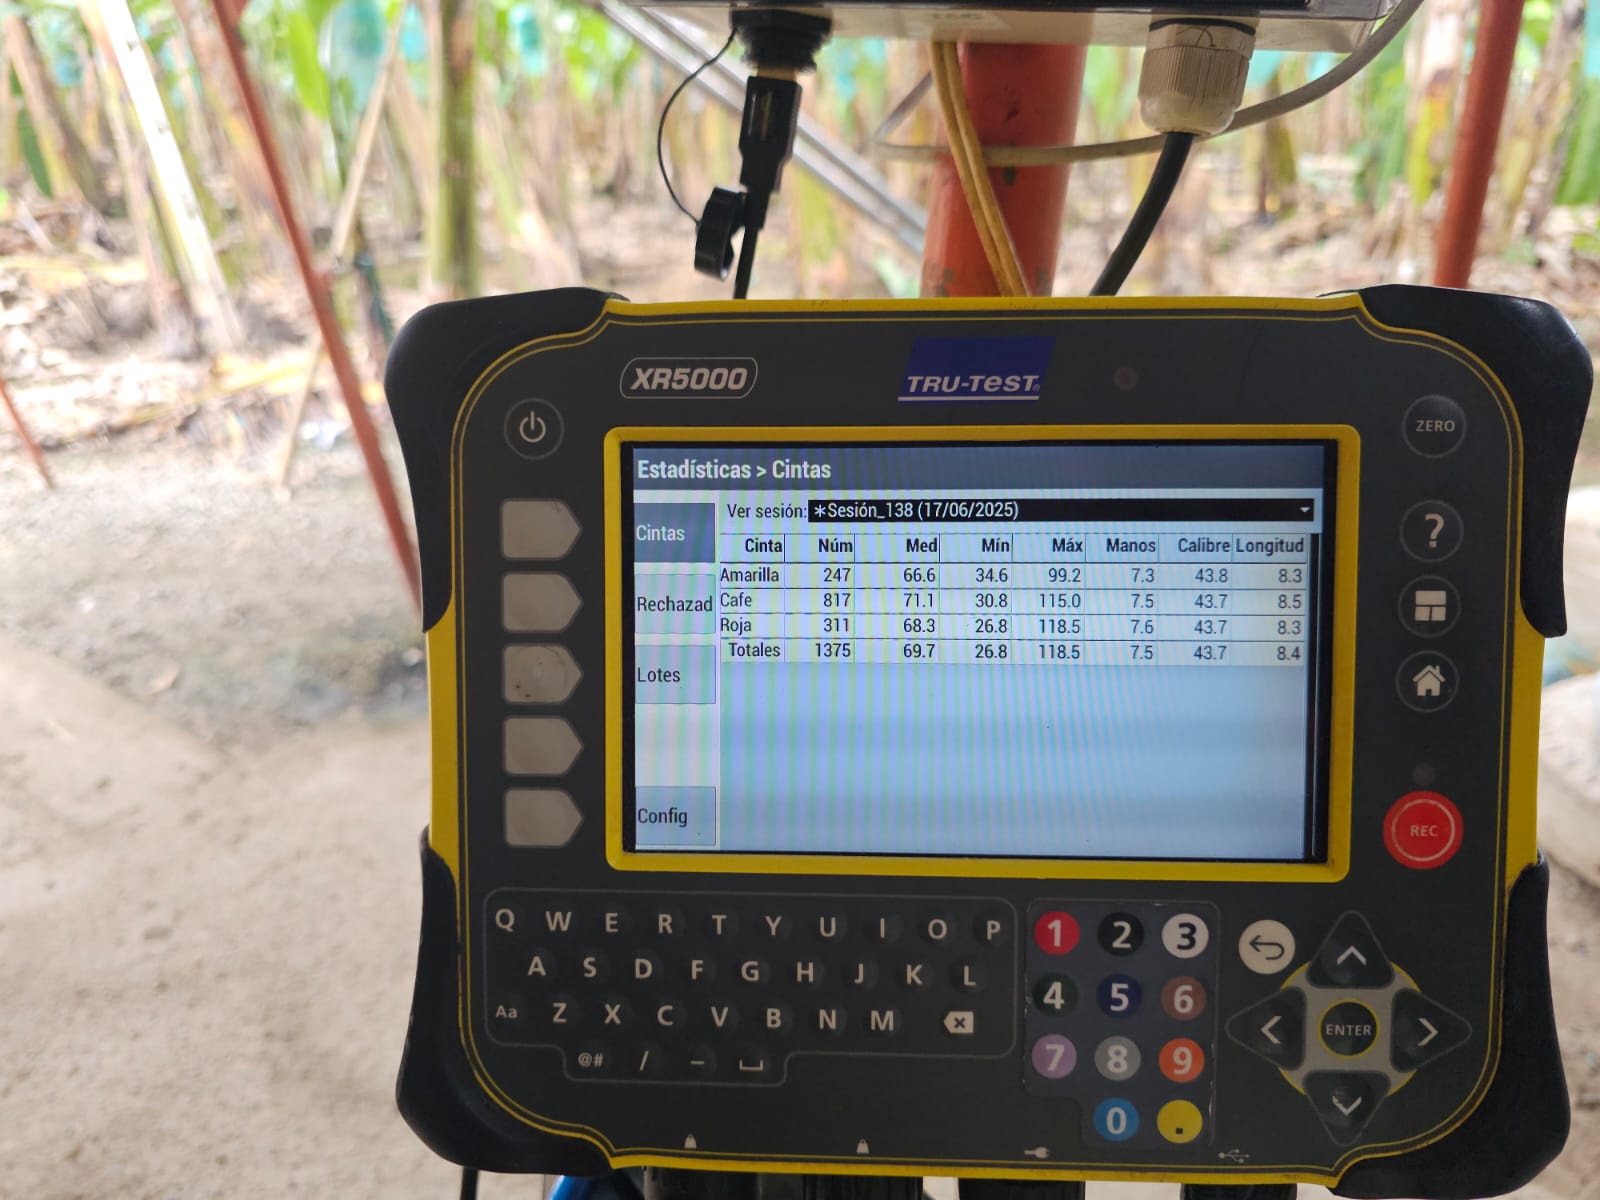 XR5000
TRU-TEST
ZERO
Estadísticas > Cintas
Ver sesión: *Sesión_138 (17/06/2025)
Cintas
Rechazad
Lotes
Config
Cinta Núm Med Mín Máx Manos Calibre Longitud
Amarilla 247 66.6 34.6 99.2 7.3 43.8 8.3
Cafe 817 71.1 30.8 115.0 7.5 43.7 8.5
Roja 311 68.3 26.8 118.5 7.6 43.7 8.3
Totales 1375 69.7 26.8 118.5 7.5 43.7 8.4
?
REC
Q W E R T Y U I O P
A S D F G H J K L
Aa Z X C V B N M
@# / –
1 2 3
4 5 6
7 8 9
0 .
ENTER